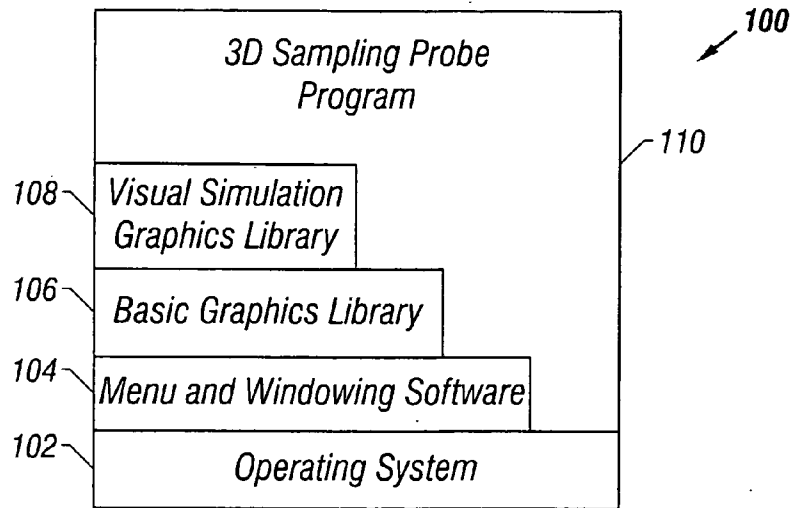 100
3D Sampling Probe
Program
110
108
Visual Simulation
Graphics Library
106
Basic Graphics Library
104
Menu and Windowing Software
102
Operating System